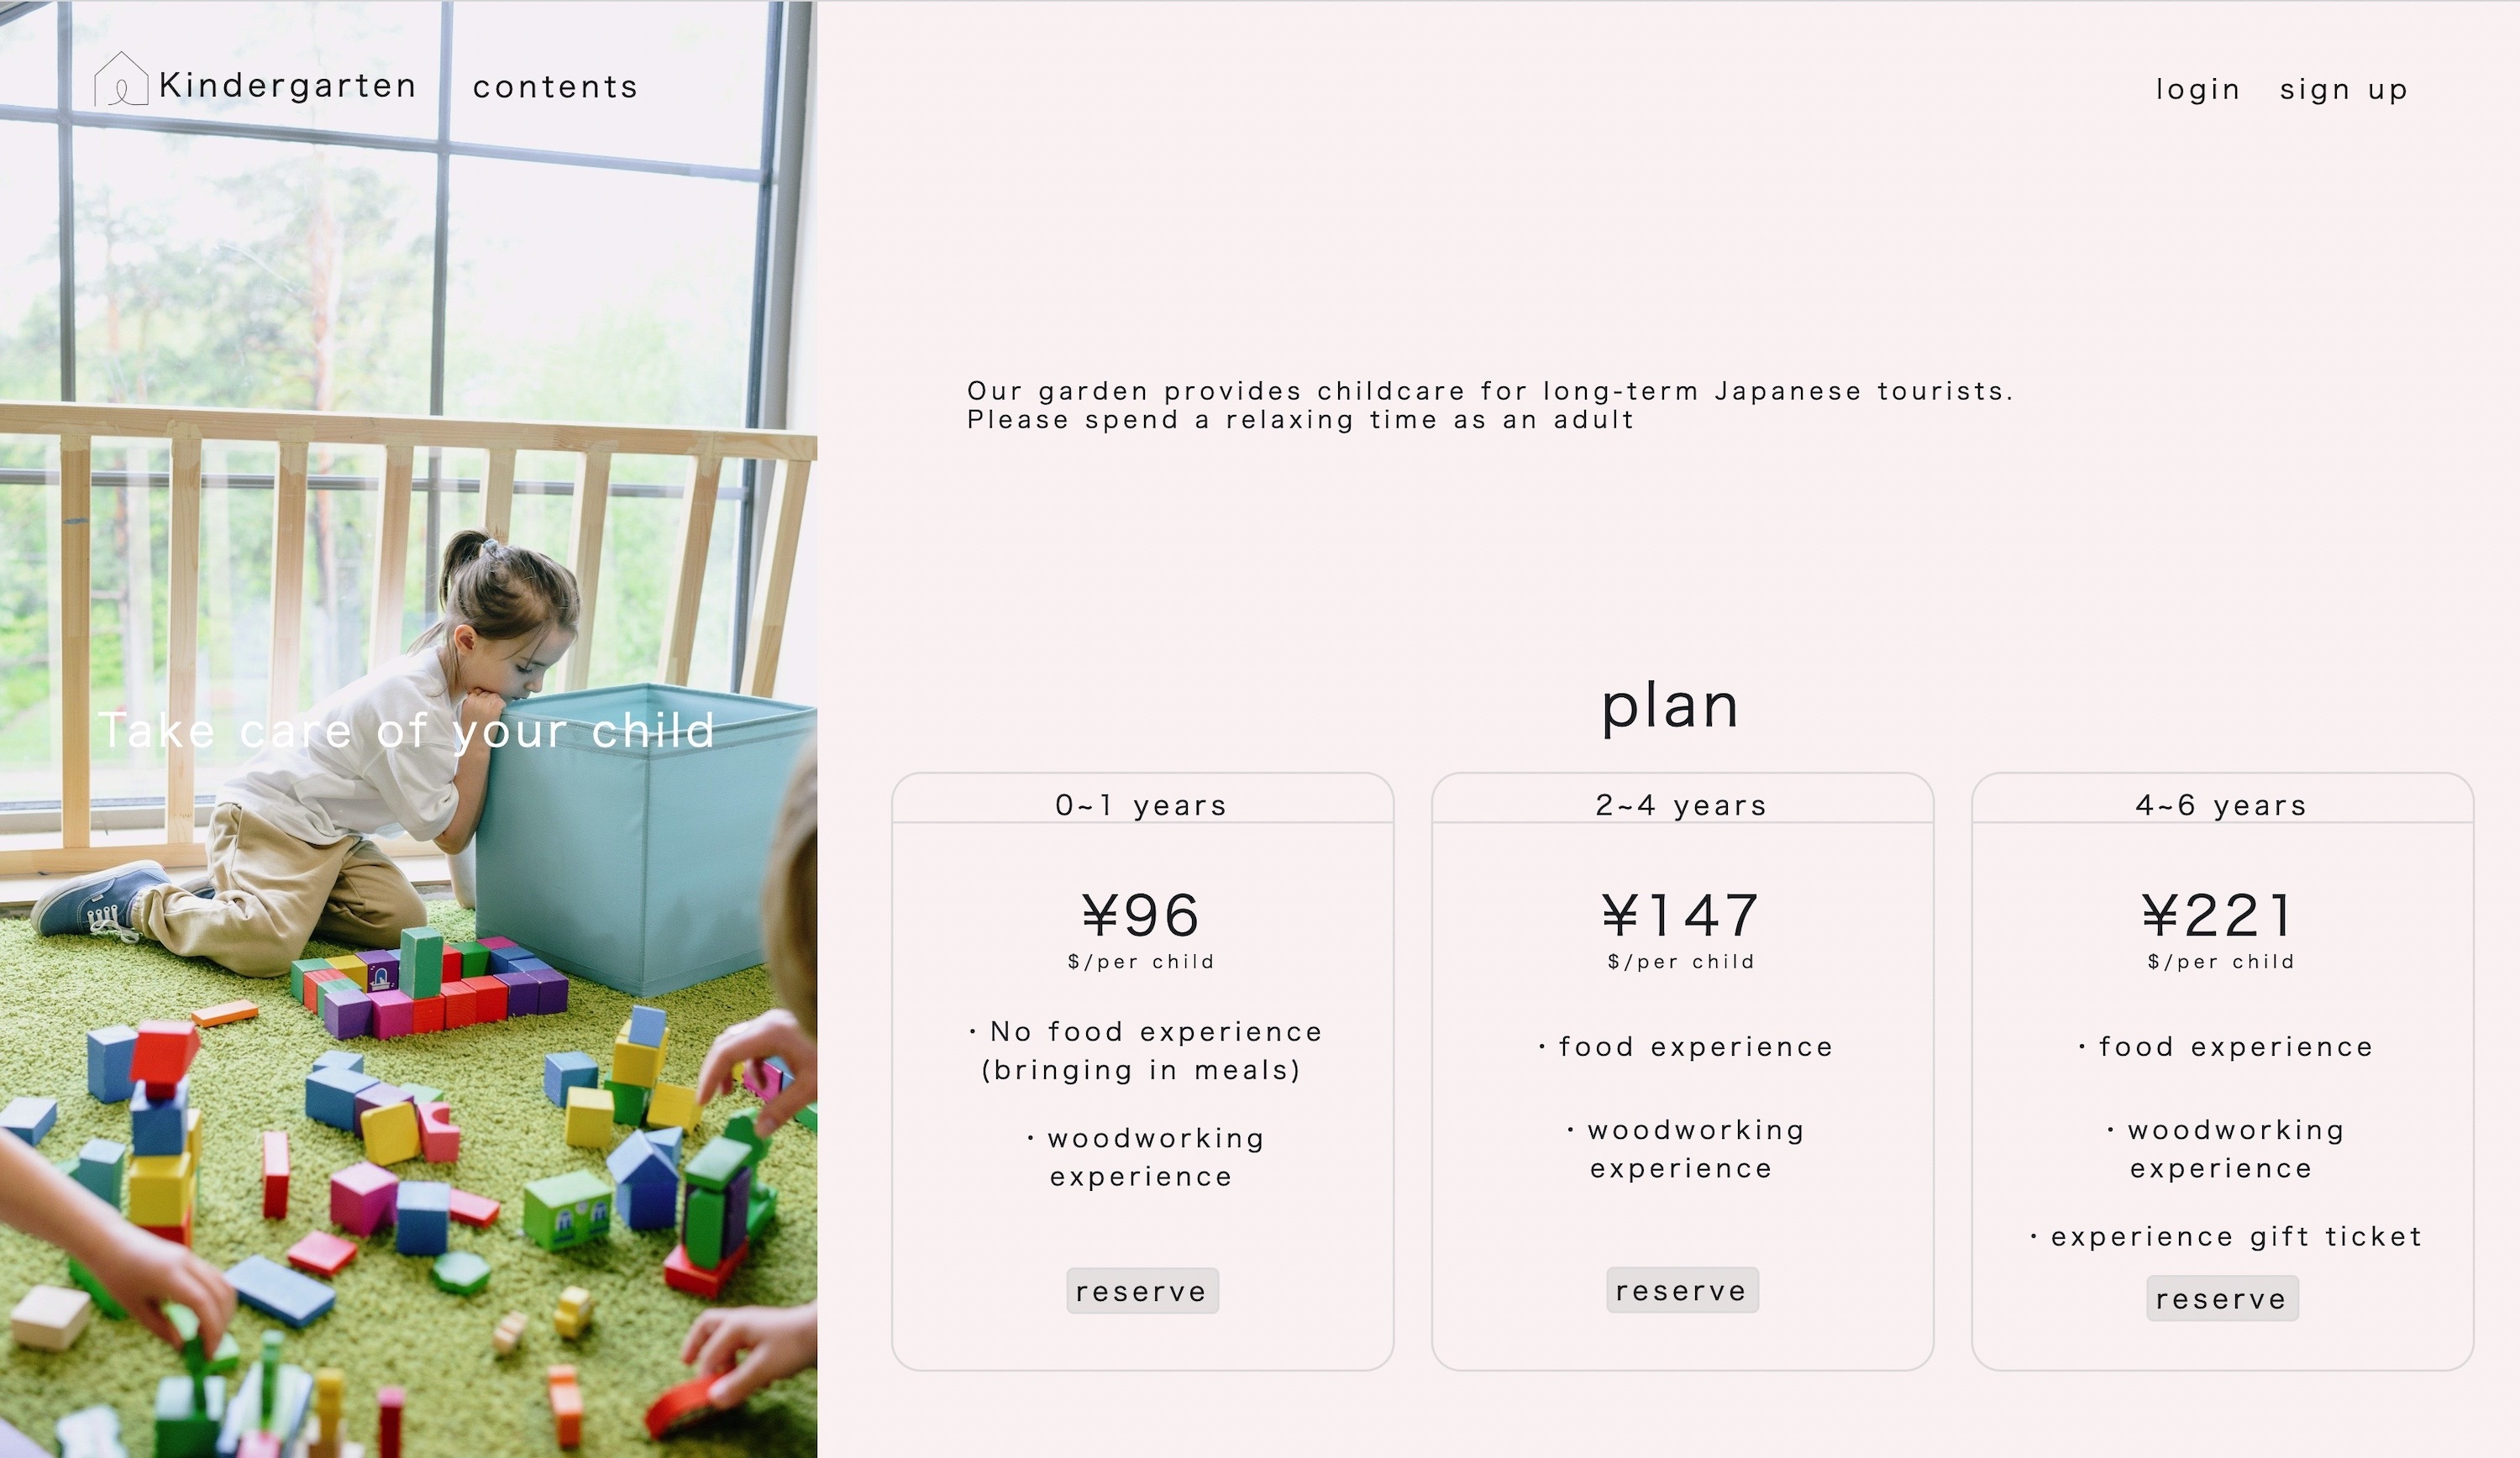 Kindergarten
contents
login
sign up
Our garden provides childcare for long-term Japanese tourists.
Please spend a relaxing time as an adult
Take care of your child
plan
0~1 years
¥96
$/per child
・No food experience
(bringing in meals)
・woodworking
experience
reserve
2~4 years
¥147
$/per child
・food experience
・woodworking
experience
reserve
4~6 years
¥221
$/per child
・food experience
・woodworking
experience
・experience gift ticket
reserve